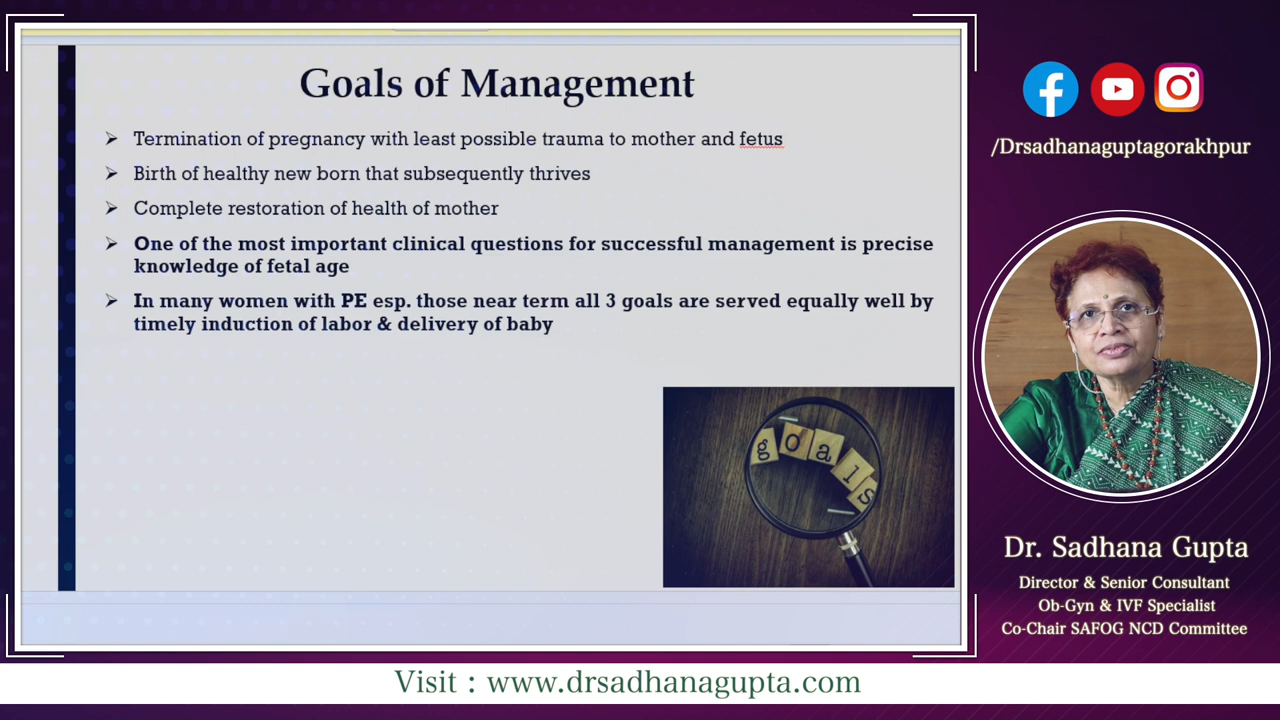 Goals of Management
Termination of pregnancy with least possible trauma to mother and fetus
Birth of healthy new born that subsequently thrives
Complete restoration of health of mother
One of the most important clinical questions for successful management is precise
knowledge of fetal age
In many women with PE esp. those near term all 3 goals are served equally well by
timely induction of labor & delivery of baby
goals
/Drsadhanaguptagorakhpur
Dr. Sadhana Gupta
Director & Senior Consultant
Ob-Gyn & IVF Specialist
Co-Chair SAFOG NCD Committee
Visit : www.drsadhanagupta.com